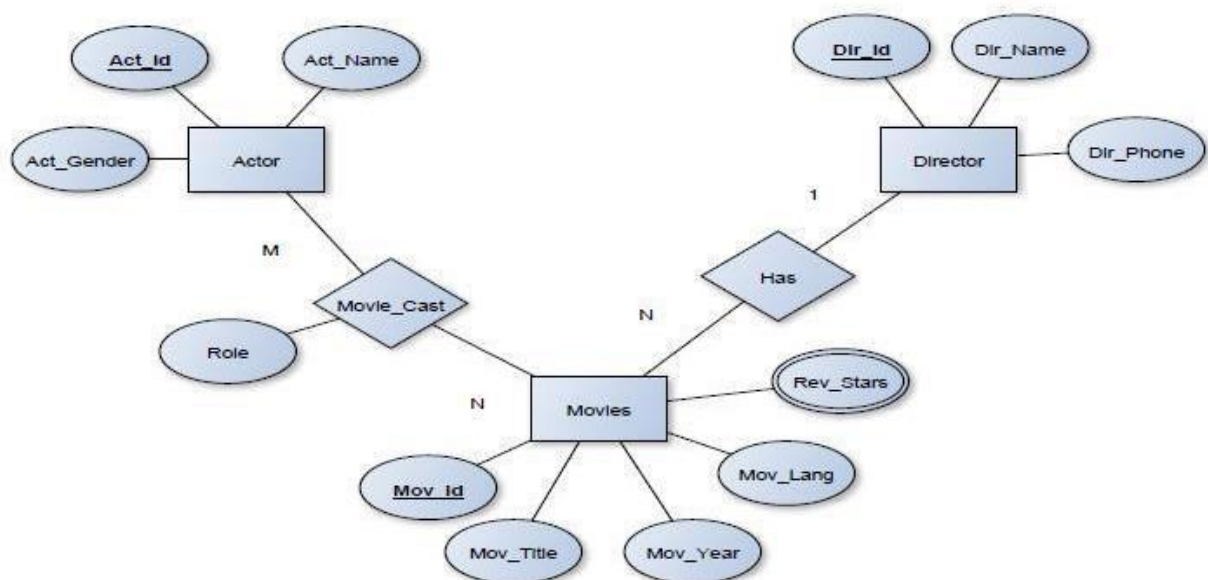 Act_Id
Act_Name
Dir_Id
Dir_Name
Act_Gender
Actor
Director
Dir_Phone
1
M
Has
Movie_Cast
N
Role
Rev_Stars
N
Movies
Mov_Lang
Mov_Id
Mov_Title
Mov_Year